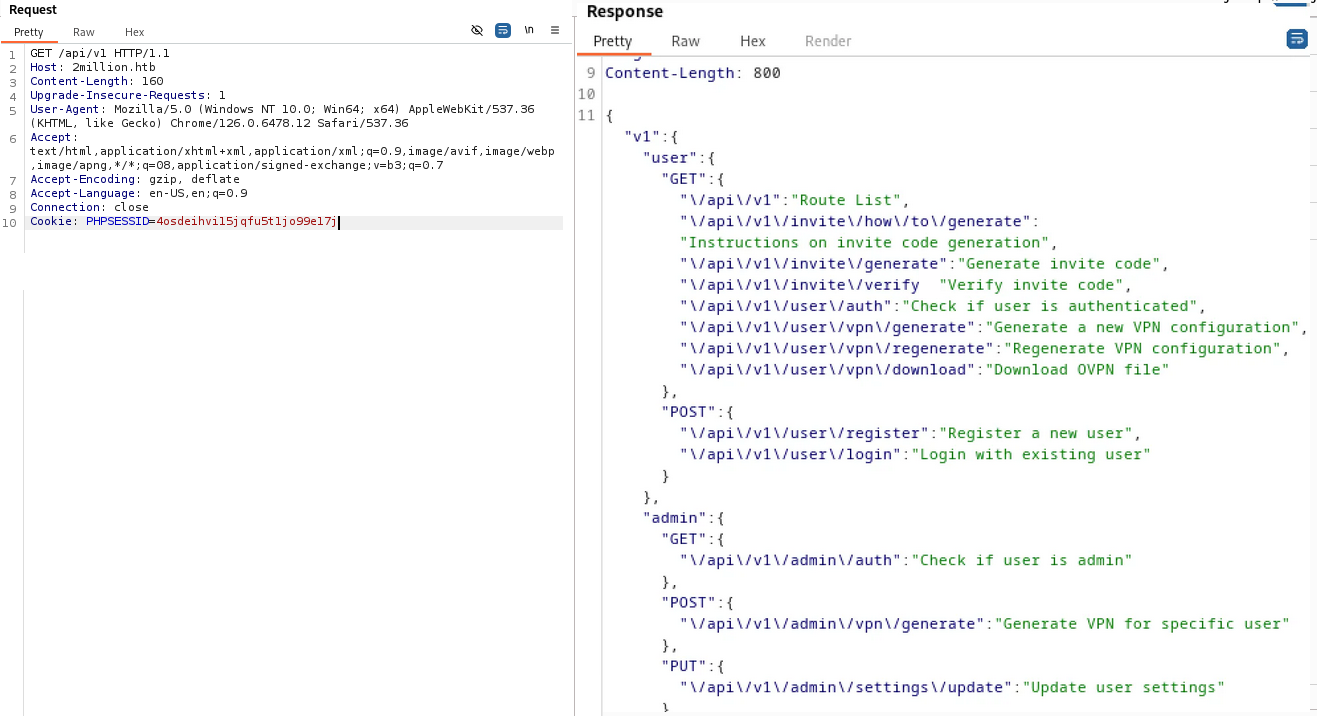 Request
Pretty Raw Hex
\n
1 GET /api/v1 HTTP/1.1
2 Host: 2million.htb
3 Content-Length: 160
4 Upgrade-Insecure-Requests: 1
5 User-Agent: Mozilla/5.0 (Windows NT 10.0; Win64; x64) AppleWebKit/537.36
(KHTML, like Gecko) Chrome/126.0.6478.12 Safari/537.36
6 Accept:
text/html,application/xhtml+xml,application/xml;q=0.9,image/avif,image/webp
,image/apng,*/*;q=08,application/signed-exchange;v=b3;q=0.7
7 Accept-Encoding: gzip, deflate
8 Accept-Language: en-US,en;q=0.9
9 Connection: close
10 Cookie: PHPSESSID=4osdeihvi15jqfu5t1jo99e17j
Response
Pretty Raw Hex Render
9 Content-Length: 800
10
11 {
"v1":{
"user":{
"GET":{
"\/api\/v1":"Route List",
"\/api\/v1\/invite\/how\/to\/generate":
"Instructions on invite code generation",
"\/api\/v1\/invite\/generate":"Generate invite code",
"\/api\/v1\/invite\/verify "Verify invite code",
"\/api\/v1\/user\/auth":"Check if user is authenticated",
"\/api\/v1\/user\/vpn\/generate":"Generate a new VPN configuration",
"\/api\/v1\/user\/vpn\/regenerate":"Regenerate VPN configuration",
"\/api\/v1\/user\/vpn\/download":"Download OVPN file"
},
"POST":{
"\/api\/v1\/user\/register":"Register a new user",
"\/api\/v1\/user\/login":"Login with existing user"
}
},
"admin":{
"GET":{
"\/api\/v1\/admin\/auth":"Check if user is admin"
},
"POST":{
"\/api\/v1\/admin\/vpn\/generate":"Generate VPN for specific user"
},
"PUT":{
"\/api\/v1\/admin\/settings\/update":"Update user settings"
}